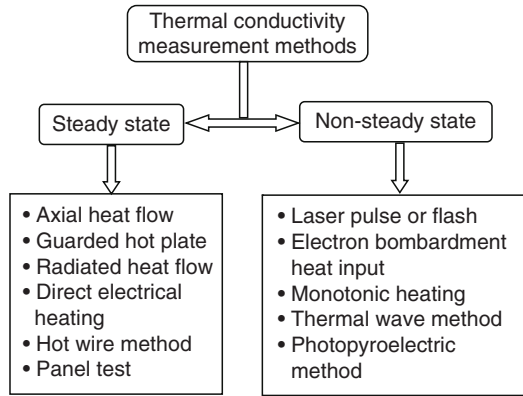 Thermal conductivity
measurement methods
Steady state
Non-steady state
• Axial heat flow
• Guarded hot plate
• Radiated heat flow
• Direct electrical
heating
• Hot wire method
• Panel test
• Laser pulse or flash
• Electron bombardment
heat input
• Monotonic heating
• Thermal wave method
• Photopyroelectric
method